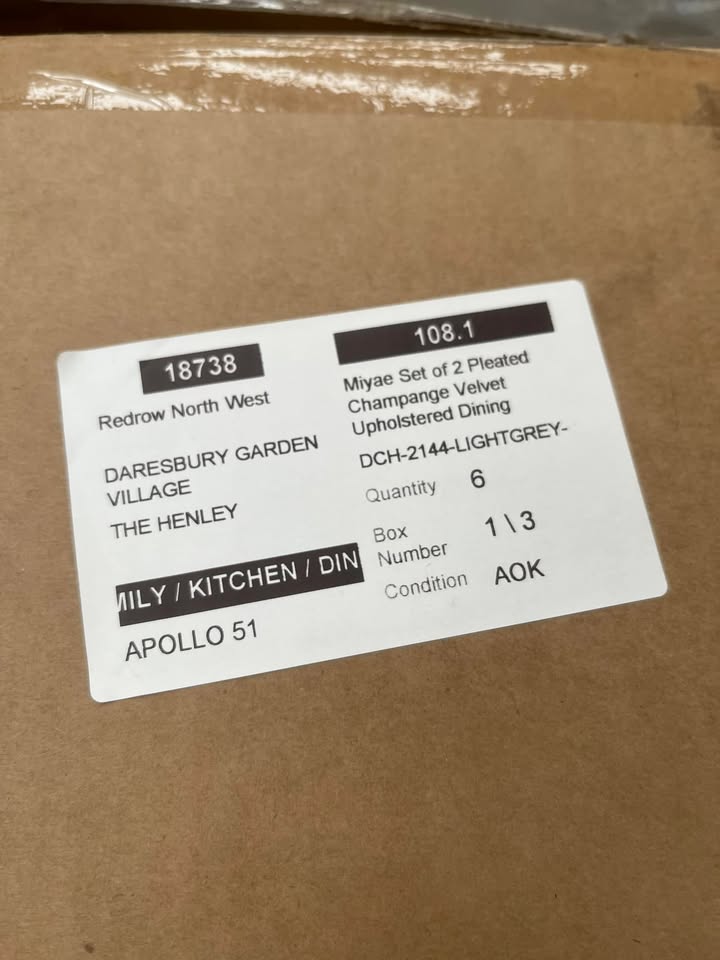 18738
Redrow North West
DARESBURY GARDEN
VILLAGE
THE HENLEY
MILY / KITCHEN / DIN
APOLLO 51
108.1
Miyae Set of 2 Pleated
Champange Velvet
Upholstered Dining
DCH-2144-LIGHTGREY-
Quantity 6
Box
Number 1 \ 3
Condition AOK